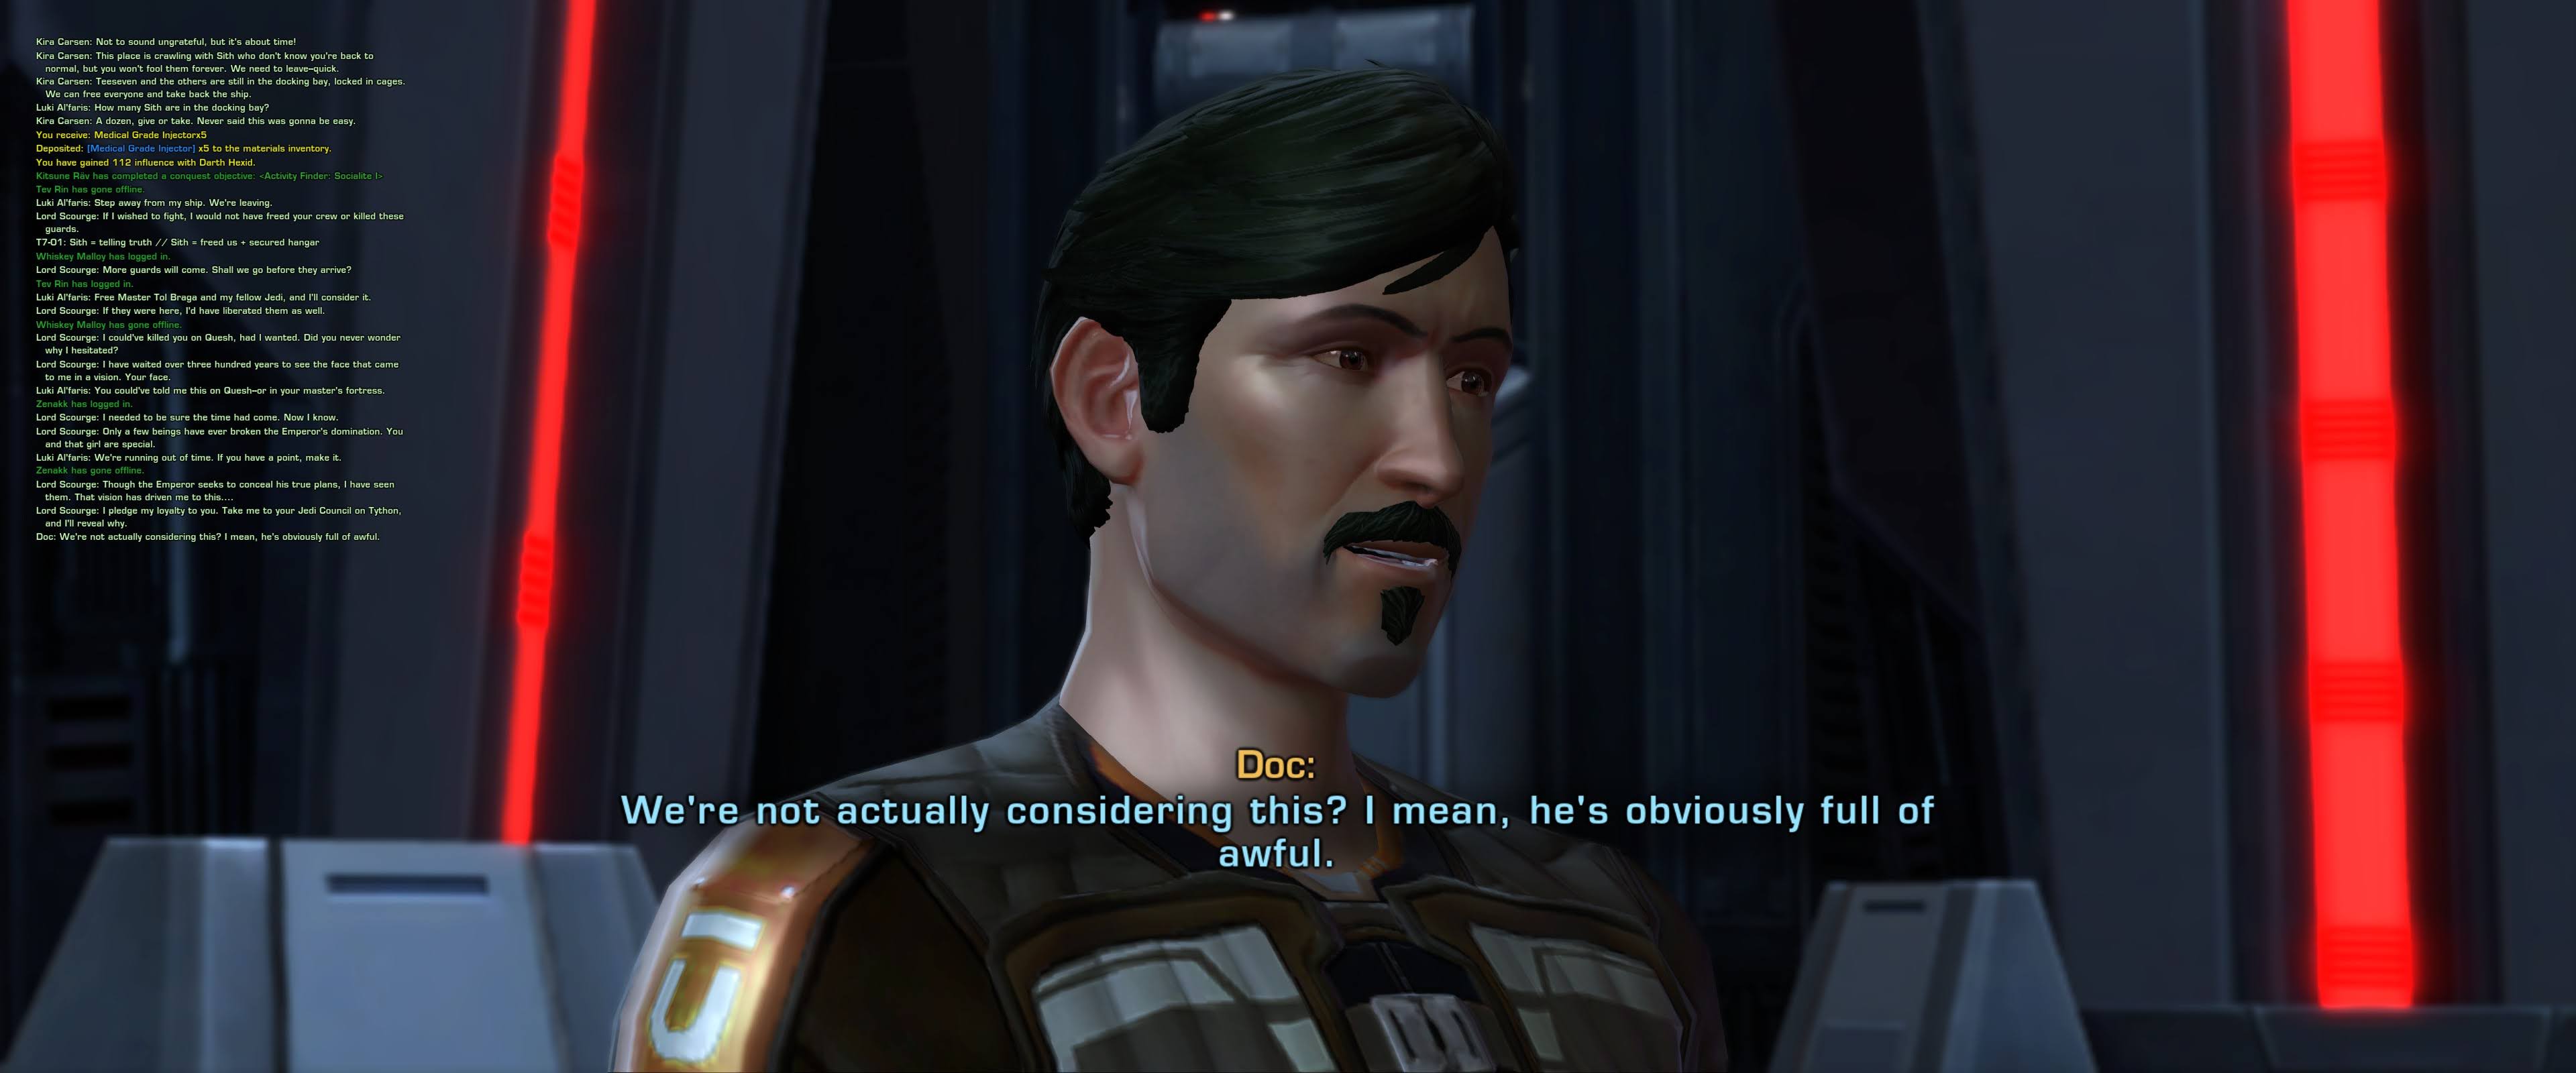 Kira Carsen: Not to sound ungrateful, but it's about time!
Kira Carsen: This place is crawling with Sith who don't know you're back to
normal, but you won't fool them forever. We need to leave—quick.
Kira Carsen: Teeseven and the others are still in the docking bay, locked in cages.
We can free everyone and take back the ship.
Luki Al'faris: How many Sith are in the docking bay?
Kira Carsen: A dozen, give or take. Never said this was gonna be easy.
You receive: Medical Grade Injectorx5
Deposited: [Medical Grade Injector] x5 to the materials inventory.
You have gained 112 influence with Darth Hexid.
Kitsune Ráv has completed a conquest objective: <Activity Finder: Socialite I>
Tev Rin has gone offline.
Luki Al'faris: Step away from my ship. We're leaving.
Lord Scourge: If I wished to fight, I would not have freed your crew or killed these
guards.
T7-01: Sith = telling truth // Sith = freed us + secured hangar
Whiskey Malloy has logged in.
Lord Scourge: More guards will come. Shall we go before they arrive?
Tev Rin has logged in.
Luki Al'faris: Free Master Tol Braga and my fellow Jedi, and I'll consider it.
Lord Scourge: If they were here, I'd have liberated them as well.
Whiskey Malloy has gone offline.
Lord Scourge: I could've killed you on Quesh, had I wanted. Did you never wonder
why I hesitated?
Lord Scourge: I have waited over three hundred years to see the face that came
to me in a vision. Your face.
Luki Al'faris: You could've told me this on Quesh—or in your master's fortress.
Zenakk has logged in.
Lord Scourge: I needed to be sure the time had come. Now I know.
Lord Scourge: Only a few beings have ever broken the Emperor's domination. You
and that girl are special.
Luki Al'faris: We're running out of time. If you have a point, make it.
Zenakk has gone offline.
Lord Scourge: Though the Emperor seeks to conceal his true plans, I have seen
them. That vision has driven me to this....
Lord Scourge: I pledge my loyalty to you. Take me to your Jedi Council on Tython,
and I'll reveal why.
Doc: We're not actually considering this? I mean, he's obviously full of awful.
Doc:
We're not actually considering this? I mean, he's obviously full of
awful.